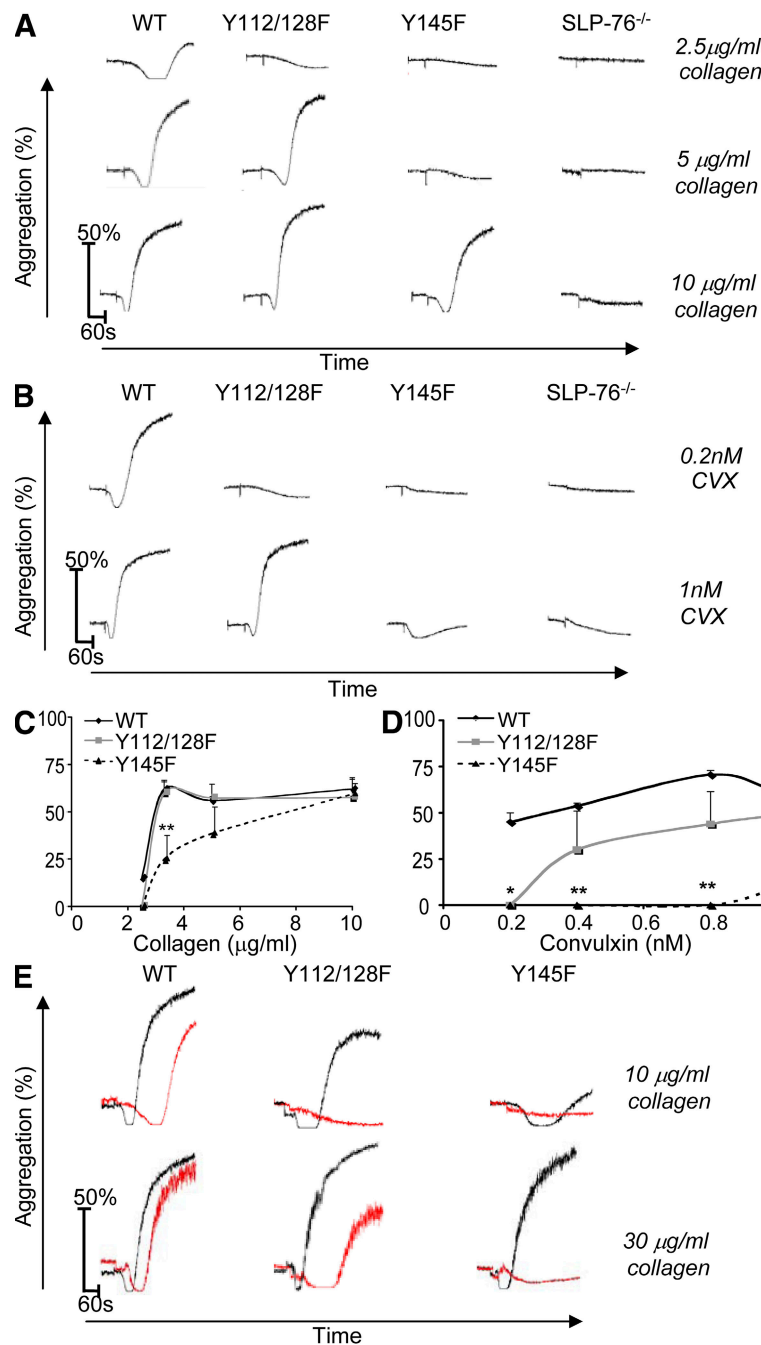 A
WT Y112/128F Y145F SLP-76-/-
2.5µg/ml
collagen
5 µg/ml
collagen
10 µg/ml
collagen
Aggregation (%)
50%
60s
Time
B
WT Y112/128F Y145F SLP-76-/-
0.2nM
CVX
1nM
CVX
Aggregation (%)
50%
60s
Time
C
100
75
50
25
0
WT
Y112/128F
Y145F
**
0 2 4 6 8 10
Collagen (µg/ml)
D
100
75
50
25
0
WT
Y112/128F
Y145F
* ** **
0 0.2 0.4 0.6 0.8
Convulxin (nM)
E
WT Y112/128F Y145F
10 µg/ml
collagen
30 µg/ml
collagen
Aggregation (%)
50%
60s
Time